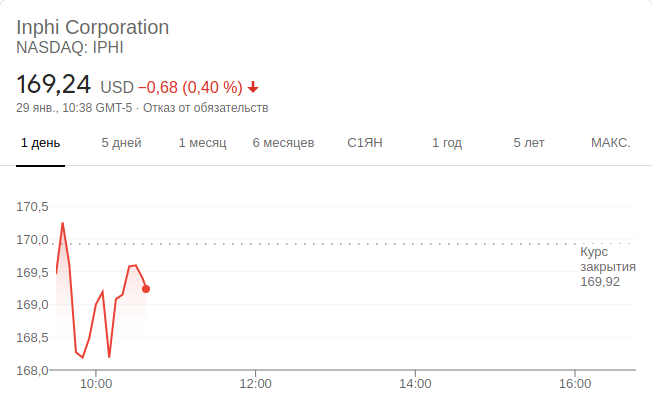 Inphi Corporation
NASDAQ: IPHI
169,24 USD −0,68 (0,40 %)
29 янв., 10:38 GMT-5 · Отказ от обязательств
1 день 5 дней 1 месяц 6 месяцев С1ЯН 1 год 5 лет МАКС.
170,5
170,0
Курс
закрытия
169,92
169,5
169,0
168,5
168,0
10:00 12:00 14:00 16:00